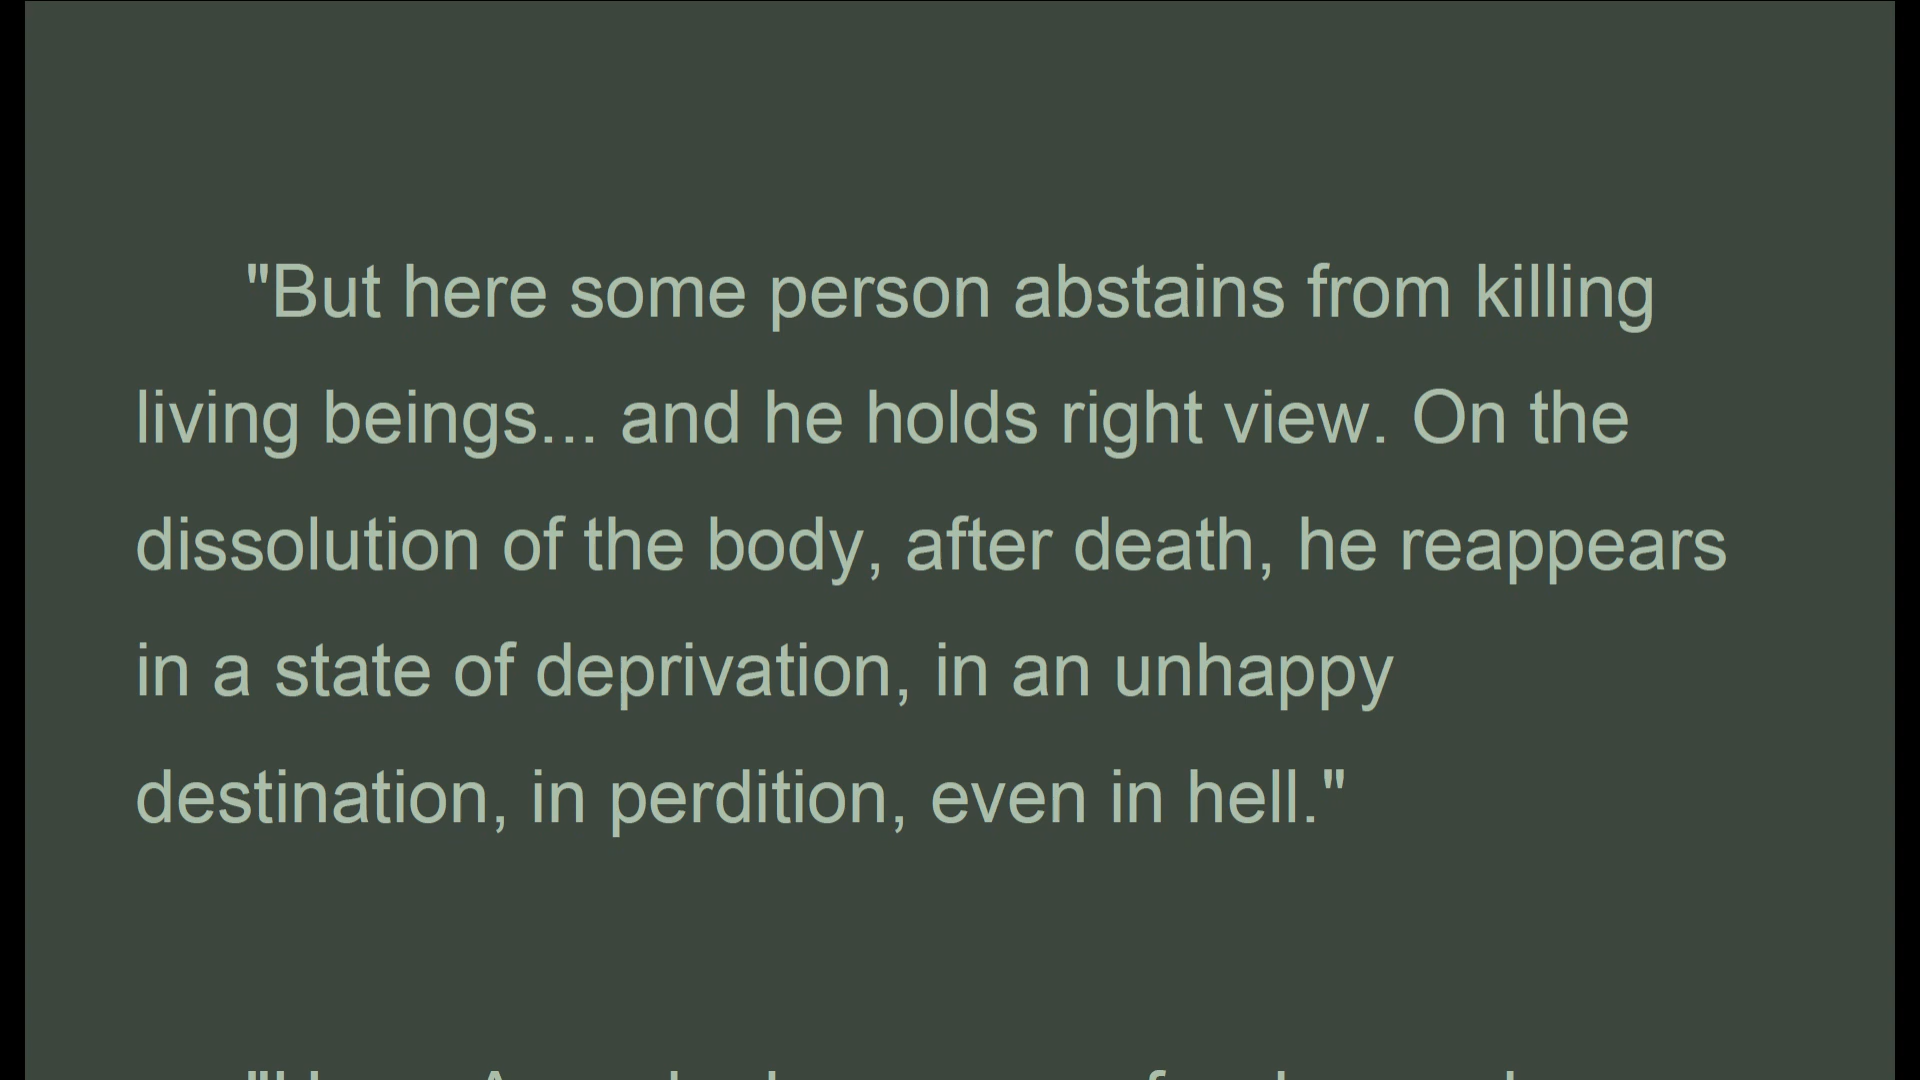 "But here some person abstains from killing
living beings... and he holds right view. On the
dissolution of the body, after death, he reappears
in a state of deprivation, in an unhappy
destination, in perdition, even in hell."